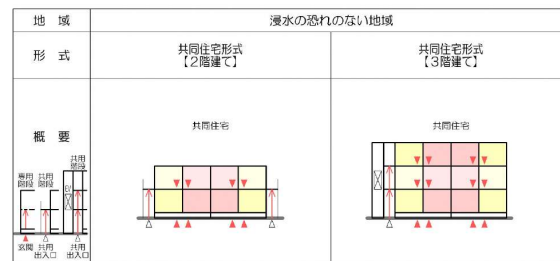 地 域
浸水の恐れのない地域
形 式
共同住宅形式
【2階建て】
共同住宅形式
【3階建て】
概 要
共同住宅
共同住宅
共用
階段
専用
階段
共用
階段
EV
玄関
共用
出入口
共用
出入口